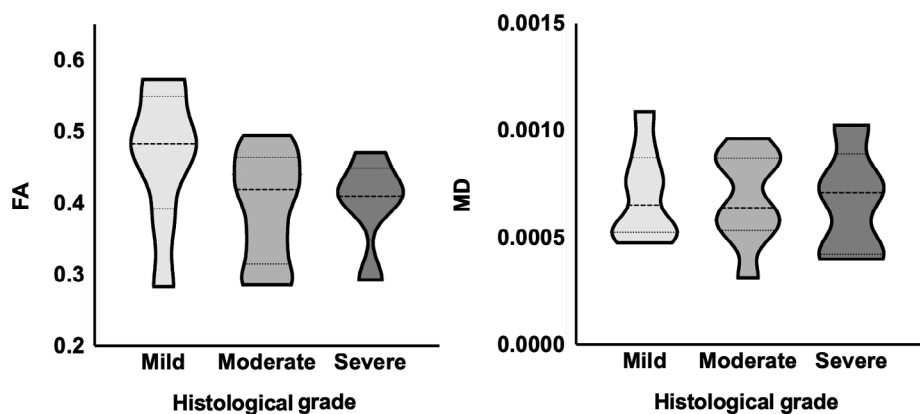 FA
0.6
0.5
0.4
0.3
0.2
Mild Moderate Severe
Histological grade
MD
0.0015
0.0010
0.0005
0.0000
Mild Moderate Severe
Histological grade